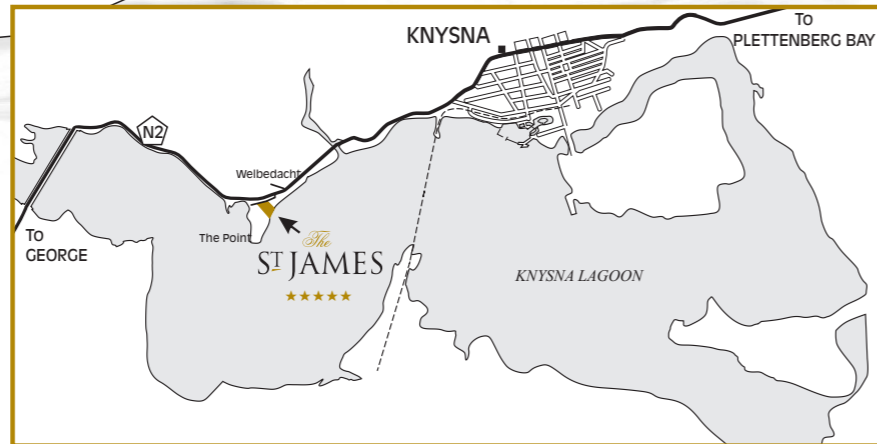 To
PLETTENBERG BAY
KNYSNA
N2
Welbedacht
The Point
To
GEORGE
The
ST JAMES
★★★★★
KNYSNA LAGOON